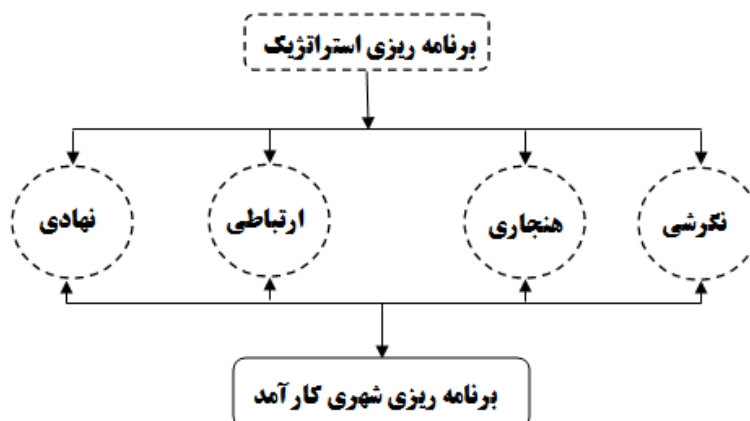 برنامه ریزی استراتژیک
نگرشی
هنجاری
ارتباطی
نهادی
برنامه ریزی شهری کارآمد